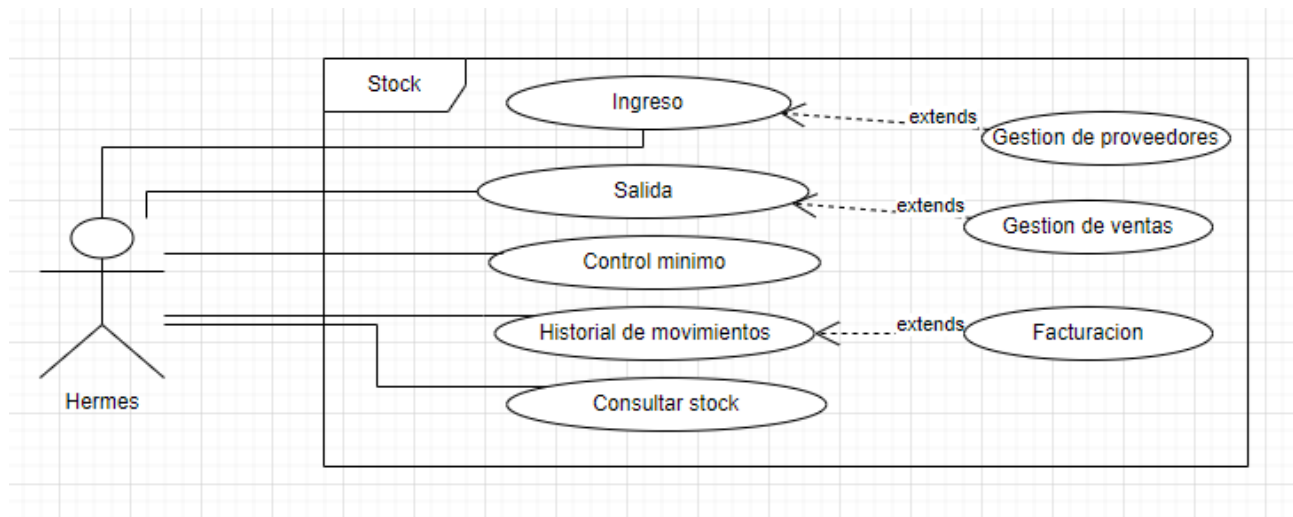 Stock
Ingreso
extends
Gestion de proveedores
Salida
extends
Gestion de ventas
Control minimo
Historial de movimientos
extends
Facturacion
Consultar stock
Hermes